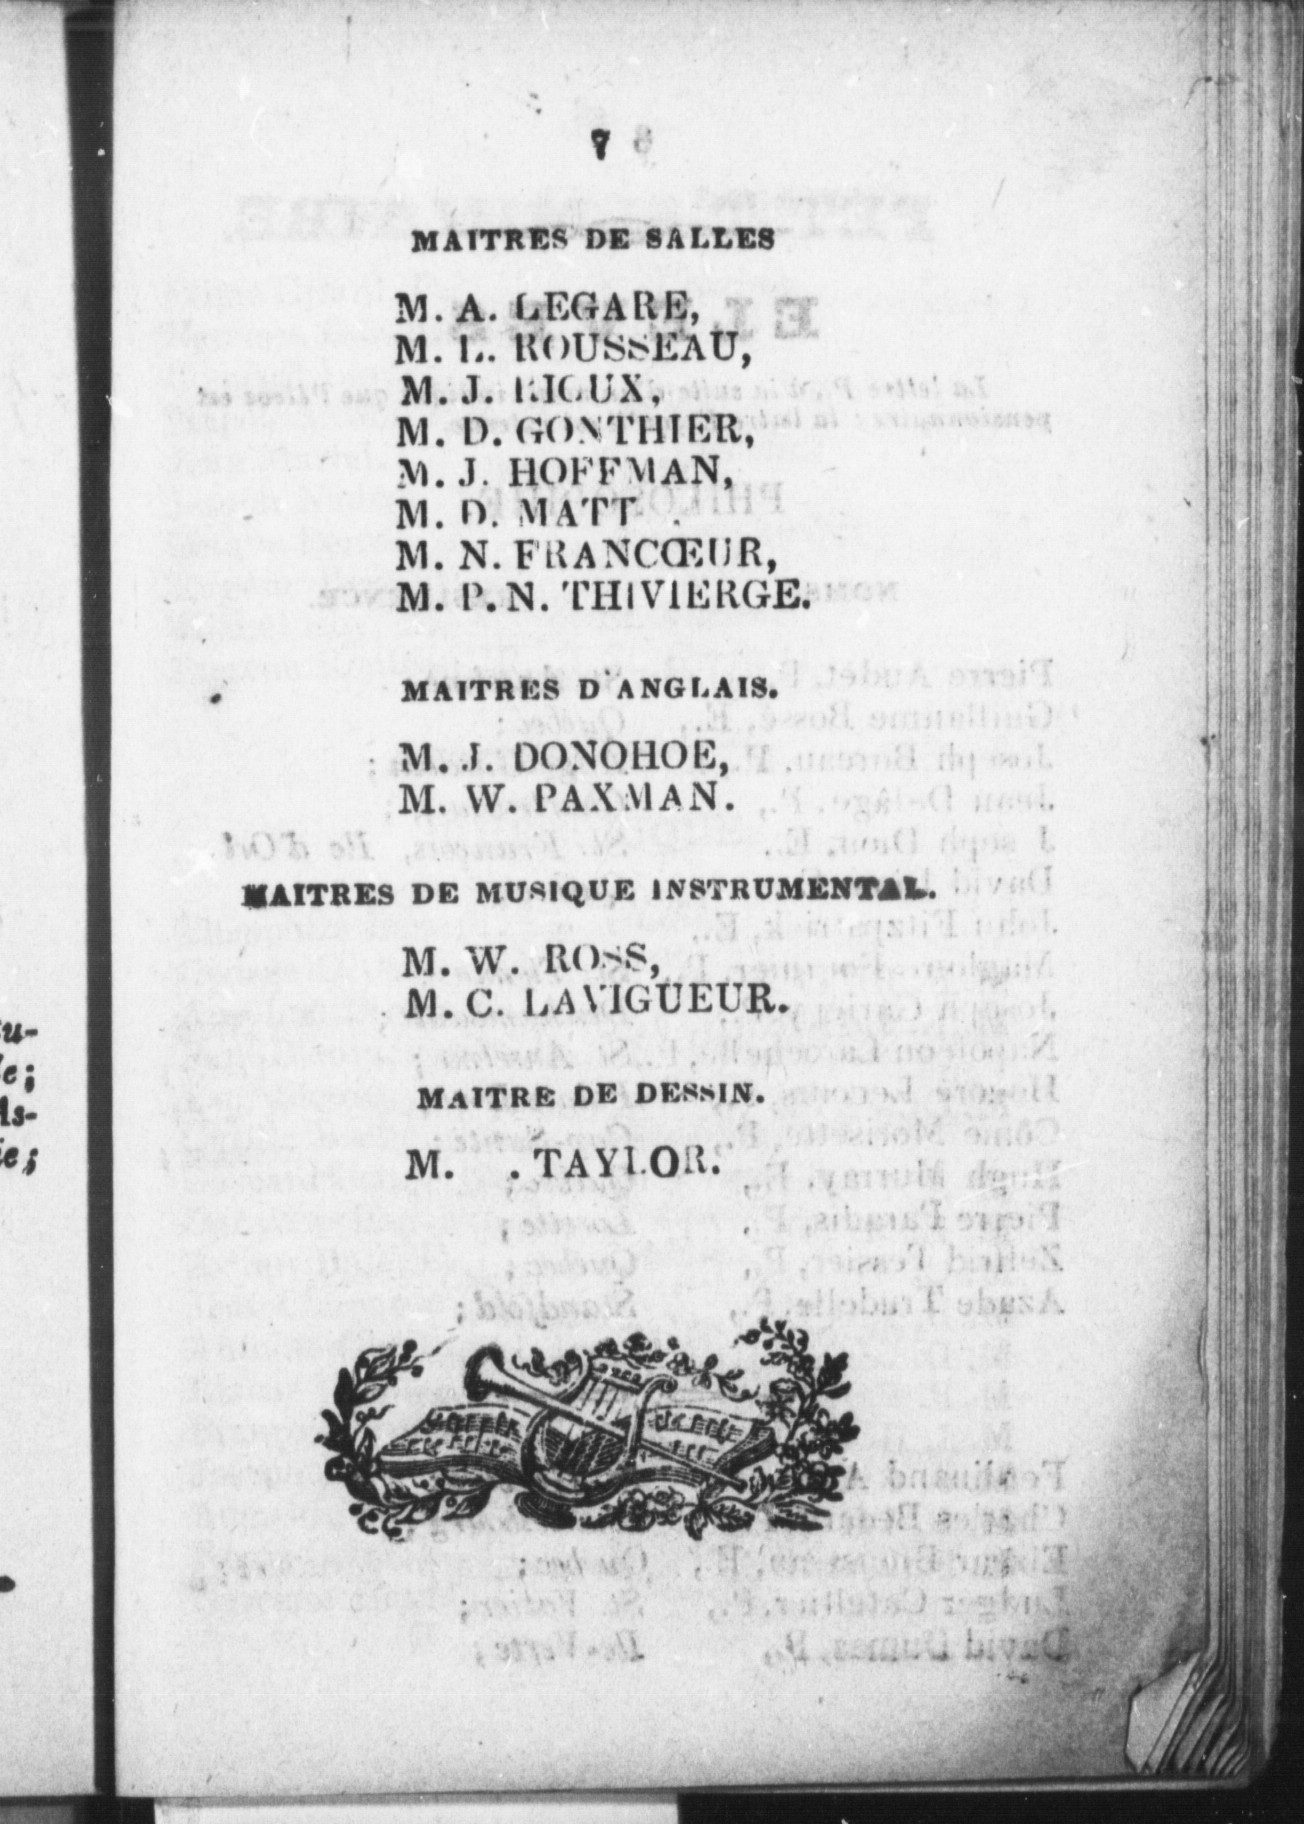 7
MAITRES DE SALLES
M. A. LEGARE,
M. L. ROUSSEAU,
M. J. RIOUX,
M. D. GONTHIER,
M. J. HOFFMAN,
M. D. MATT
M. N. FRANCŒUR,
M. P. N. THIVIERGE.
MAITRES D'ANGLAIS.
M. J. DONOHOE,
M. W. PAXMAN.
MAITRES DE MUSIQUE INSTRUMENTAL.
M. W. ROSS,
M. C. LAVIGUEUR.
MAITRE DE DESSIN.
M. . TAYLOR.